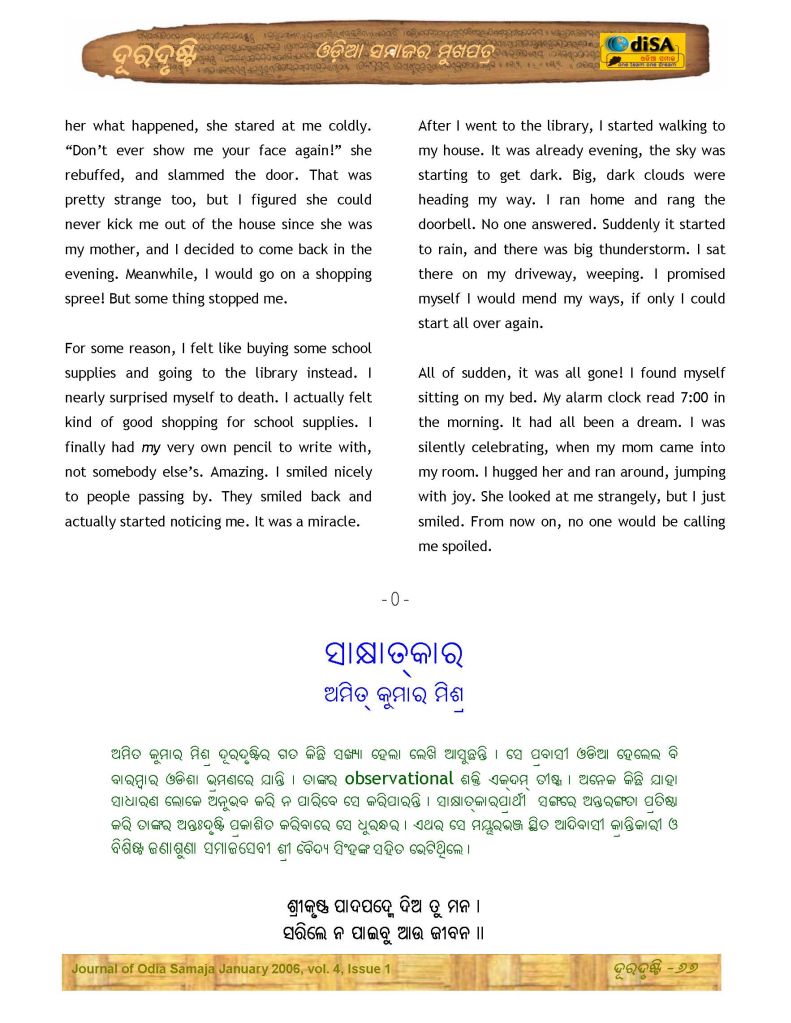 ଦୂରଦୃଷ୍ଟି
ଓଡ଼ିଆ ସମାଜର ମୁଖପତ୍ର
diSA
ଓଡ଼ିଆ ସମାଜ
one team one dream
her what happened, she stared at me coldly.
“Don’t ever show me your face again!” she
rebuffed, and slammed the door. That was
pretty strange too, but I figured she could
never kick me out of the house since she was
my mother, and I decided to come back in the
evening. Meanwhile, I would go on a shopping
spree! But some thing stopped me.
For some reason, I felt like buying some school
supplies and going to the library instead. I
nearly surprised myself to death. I actually felt
kind of good shopping for school supplies. I
finally had my very own pencil to write with,
not somebody else’s. Amazing. I smiled nicely
to people passing by. They smiled back and
actually started noticing me. It was a miracle.
After I went to the library, I started walking to
my house. It was already evening, the sky was
starting to get dark. Big, dark clouds were
heading my way. I ran home and rang the
doorbell. No one answered. Suddenly it started
to rain, and there was big thunderstorm. I sat
there on my driveway, weeping. I promised
myself I would mend my ways, if only I could
start all over again.
All of sudden, it was all gone! I found myself
sitting on my bed. My alarm clock read 7:00 in
the morning. It had all been a dream. I was
silently celebrating, when my mom came into
my room. I hugged her and ran around, jumping
with joy. She looked at me strangely, but I just
smiled. From now on, no one would be calling
me spoiled.
- 0 -
ସାକ୍ଷାତ୍‌କାର
ଅମିତ୍ କୁମାର ମିଶ୍ର
ଅମିତ କୁମାର ମିଶ୍ର ଦୂରଦୃଷ୍ଟିର ଗତ କିଛି ସଙ୍ଖ୍ୟା ହେଲା ଲେଖି ଆସୁଛନ୍ତି । ସେ ପ୍ରବାସୀ ଓଡିଆ ହେଲେଲ ବି
ବାରମ୍ବାର ଓଡିଶା ଭ୍ରମଣରେ ଯାନ୍ତି । ତାଙ୍କର observational ଶକ୍ତି ଏକ୍‌ଦମ୍ ତୀଷ୍ଣ । ଅନେକ କିଛି ଯାହା
ସାଧାରଣ ଲୋକେ ଅନୁଭବ କରି ନ ପାରିବେ ସେ କରିପାରନ୍ତି । ସାକ୍ଷାତ୍‌କାରପ୍ରାର୍ଥୀ ସଙ୍ଗରେ ଅନ୍ତରଙ୍ଗତା ପ୍ରତିଷ୍ଠା
କରି ତାଙ୍କର ଅନ୍ତଃଦୃଷ୍ଟି ପ୍ରକାଶିତ କରିବାରେ ସେ ଧୁରନ୍ଧର । ଏଥର ସେ ମୟୂରଭଞ୍ଜ ସ୍ଥିତ ଆଦିବାସୀ କ୍ରାନ୍ତିକାରୀ ଓ
ବିଶିଷ୍ଟ ଜଣାଶୁଣା ସମାଜସେବୀ ଶ୍ରୀ ବୈଦ୍ୟ ସିଂହଙ୍କ ସହିତ ଭେଟିଥିଲେ ।
ଶ୍ରୀକୃଷ୍ଣ ପାଦପଦ୍ମେ ଦିଅ ତୁ ମନ ।
ସରିଲେ ନ ପାଇବୁ ଆଉ ଜୀବନ ॥
Journal of Odia Samaja January 2006, vol. 4, Issue 1
ଦୂରଦୃଷ୍ଟି - ୬୬